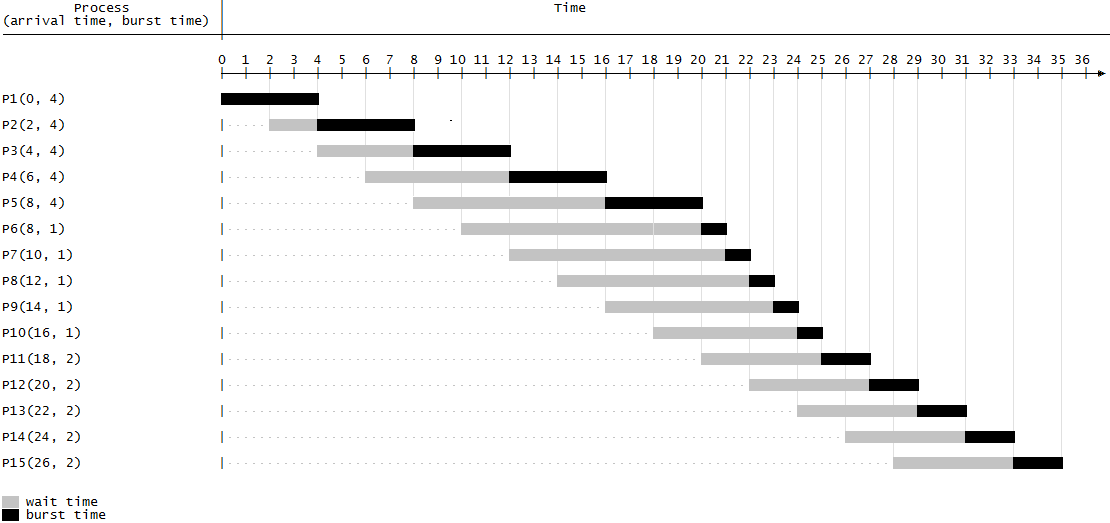 Process
Time
(arrival time, burst time)
0 1 2 3 4 5 6 7 8 9 10 11 12 13 14 15 16 17 18 19 20 21 22 23 24 25 26 27 28 29 30 31 32 33 34 35 36
P1(0, 4)
P2(2, 4)
P3(4, 4)
P4(6, 4)
P5(8, 4)
P6(8, 1)
P7(10, 1)
P8(12, 1)
P9(14, 1)
P10(16, 1)
P11(18, 2)
P12(20, 2)
P13(22, 2)
P14(24, 2)
P15(26, 2)
wait time
burst time